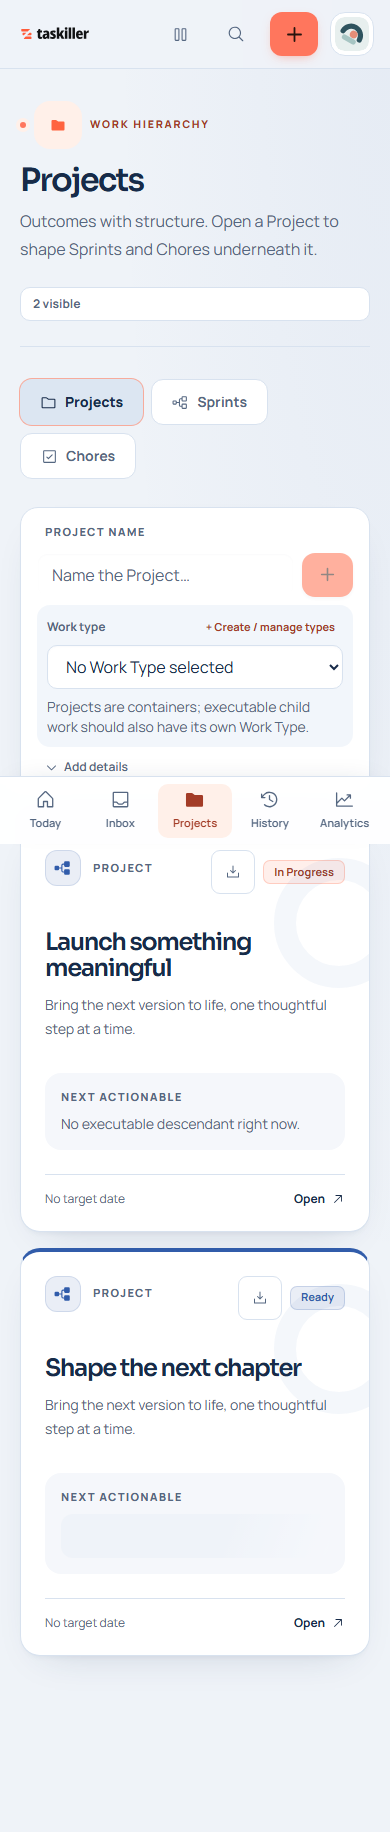 taskiller
WORK HIERARCHY
Projects
Outcomes with structure. Open a Project to
shape Sprints and Chores underneath it.
2 visible
Projects
Sprints
Chores
PROJECT NAME
Name the Project...
Work type
+ Create / manage types
No Work Type selected
Projects are containers; executable child
work should also have its own Work Type.
Add details
Today
Inbox
Projects
History
Analytics
PROJECT
In Progress
Launch something
meaningful
Bring the next version to life, one thoughtful
step at a time.
NEXT ACTIONABLE
No executable descendant right now.
No target date
Open
PROJECT
Ready
Shape the next chapter
Bring the next version to life, one thoughtful
step at a time.
NEXT ACTIONABLE
No target date
Open